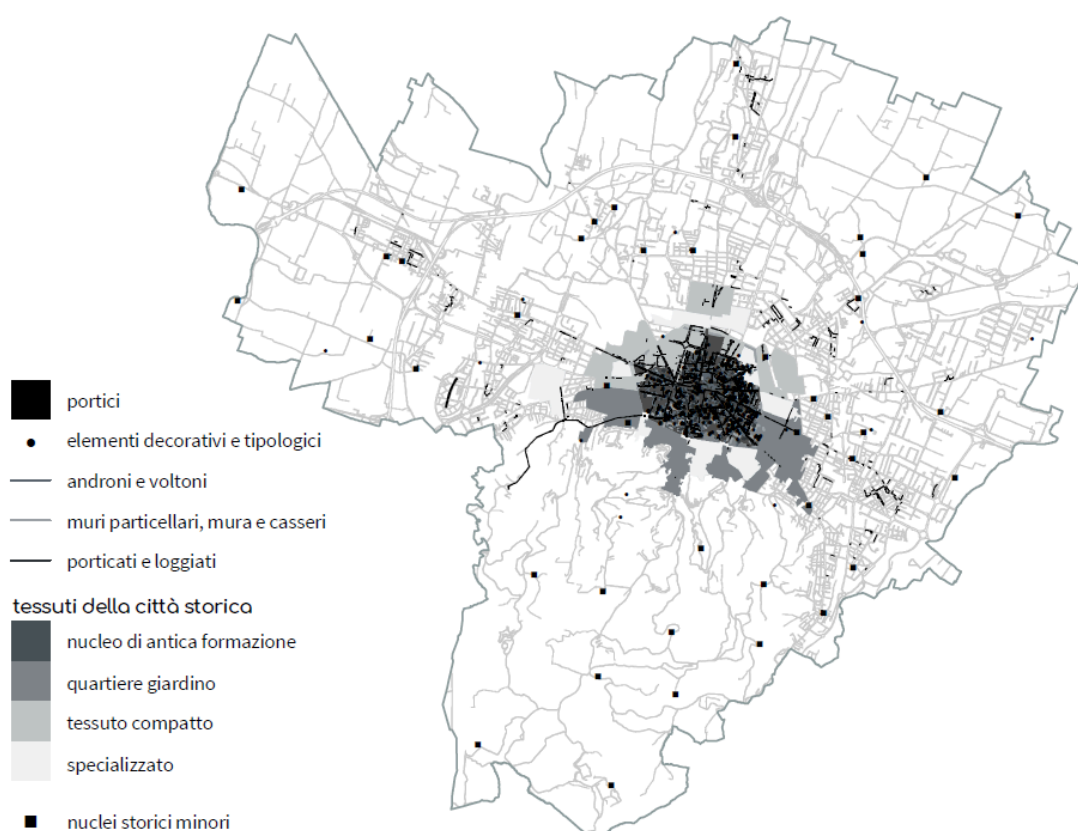 portici
elementi decorativi e tipologici
androni e voltoni
muri particellari, mura e casseri
porticati e loggiati
tessuti della città storica
nucleo di antica formazione
quartiere giardino
tessuto compatto
specializzato
nuclei storici minori